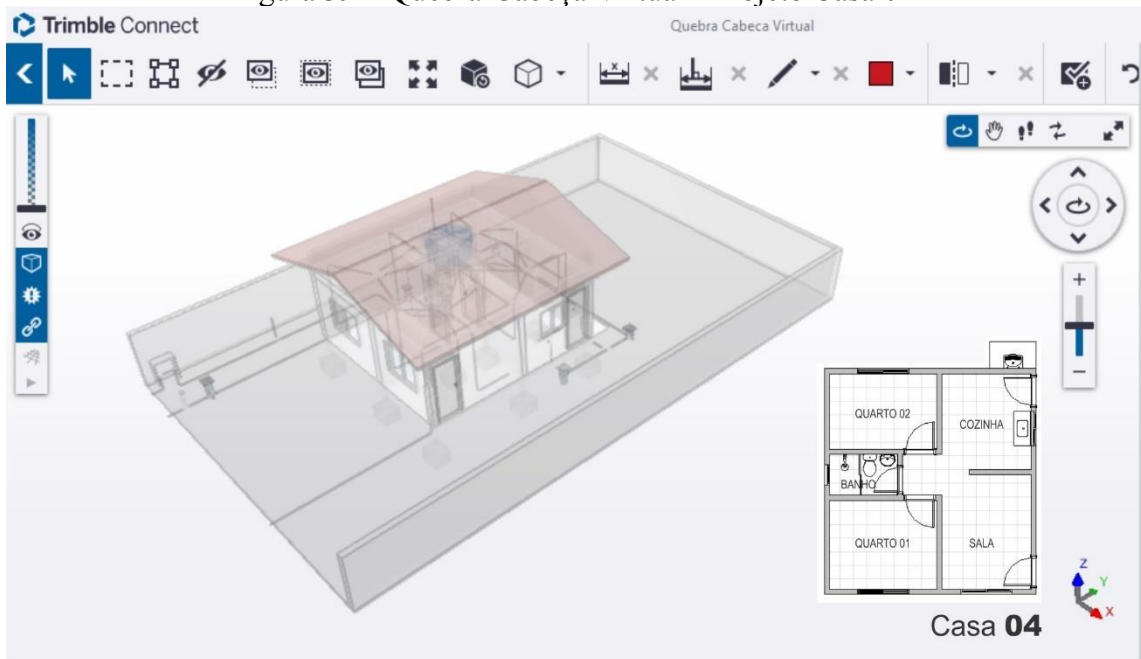 Trimble Connect
Quebra Cabeca Virtual
QUARTO 02
COZINHA
BANHO
QUARTO 01
SALA
Casa 04
Z
Y
X